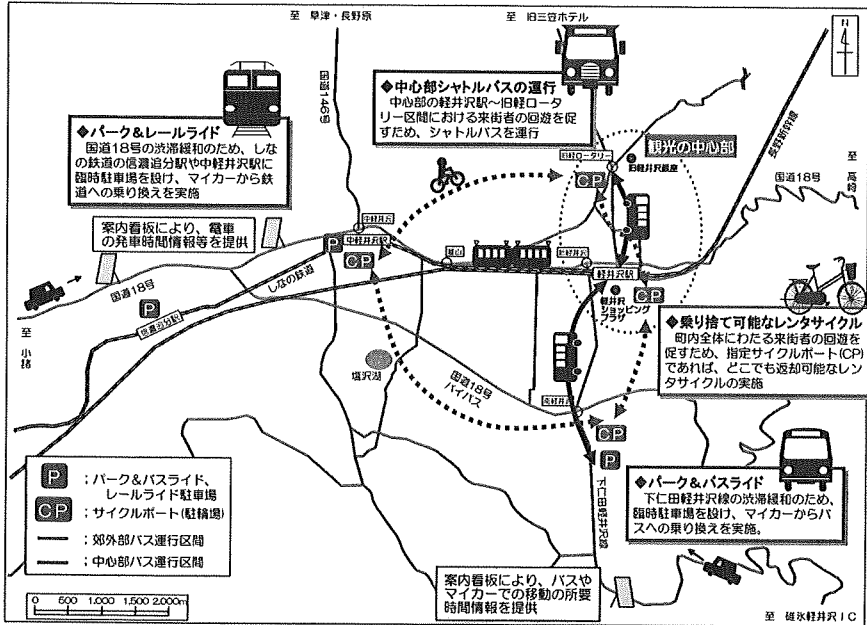 至 草津・長野原
至 旧三笠ホテル
N
国道146号
◆パーク&レールライド
国道18号の渋滞緩和のため、しな
の鉄道の信濃追分駅や中軽井沢駅に
臨時駐車場を設け、マイカーから鉄
道への乗り換えを実施
◆中心部シャトルバスの運行
中心部の軽井沢駅~旧軽ロータ
リー区間における来街者の回遊を促
すため、シャトルバスを運行
観光の中心部
旧軽ロータリー
旧軽井沢銀座
国道18号
至 高崎
案内看板により、電車
の発車時間情報等を提供
中軽井沢
P
中軽井沢駅
CP
CP
しなの鉄道
国道18号
P
信濃追分駅
至 小諸
軽井沢駅
軽井沢
ショッピング
プラザ
CP
塩沢湖
国道18号
バイパス
南軽井沢
CP
P
下仁田軽井沢線
◆乗り捨て可能なレンタサイクル
町内全体にわたる来街者の回遊を
促すため、指定サイクルポート(CP)
であれば、どこでも返却可能なレン
タサイクルの実施
◆パーク&バスライド
下仁田軽井沢線の渋滞緩和のため、
臨時駐車場を設け、マイカーからバ
スへの乗り換えを実施。
P ;パーク&バスライド、
レールライド駐車場
CP ;サイクルポート(駐輪場)
;郊外部バス運行区間
;中心部バス運行区間
0 500 1,000 1,500 2,000m
案内看板により、バスや
マイカーでの移動の所要
時間情報を提供
至 碓氷軽井沢IC